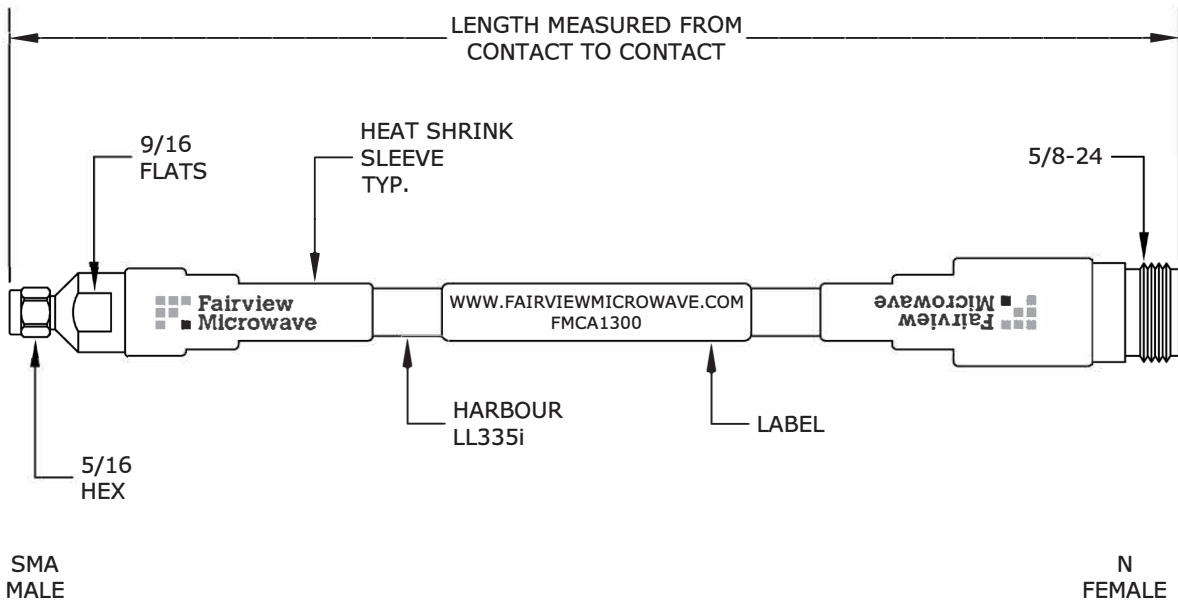 LENGTH MEASURED FROM
CONTACT TO CONTACT
9/16
FLATS
HEAT SHRINK
SLEEVE
TYP.
5/8-24
Fairview
Microwave
WWW.FAIRVIEWMICROWAVE.COM
FMCA1300
Fairview
Microwave
HARBOUR
LL335i
LABEL
5/16
HEX
SMA
MALE
N
FEMALE